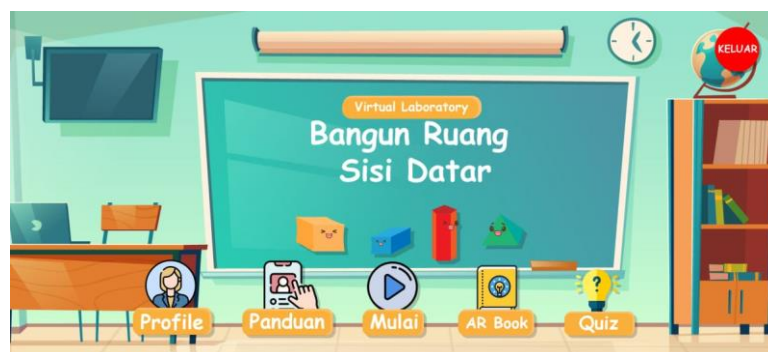 KELUAR
Virtual Laboratory
Bangun Ruang
Sisi Datar
Profile
Panduan
Mulai
AR Book
Quiz